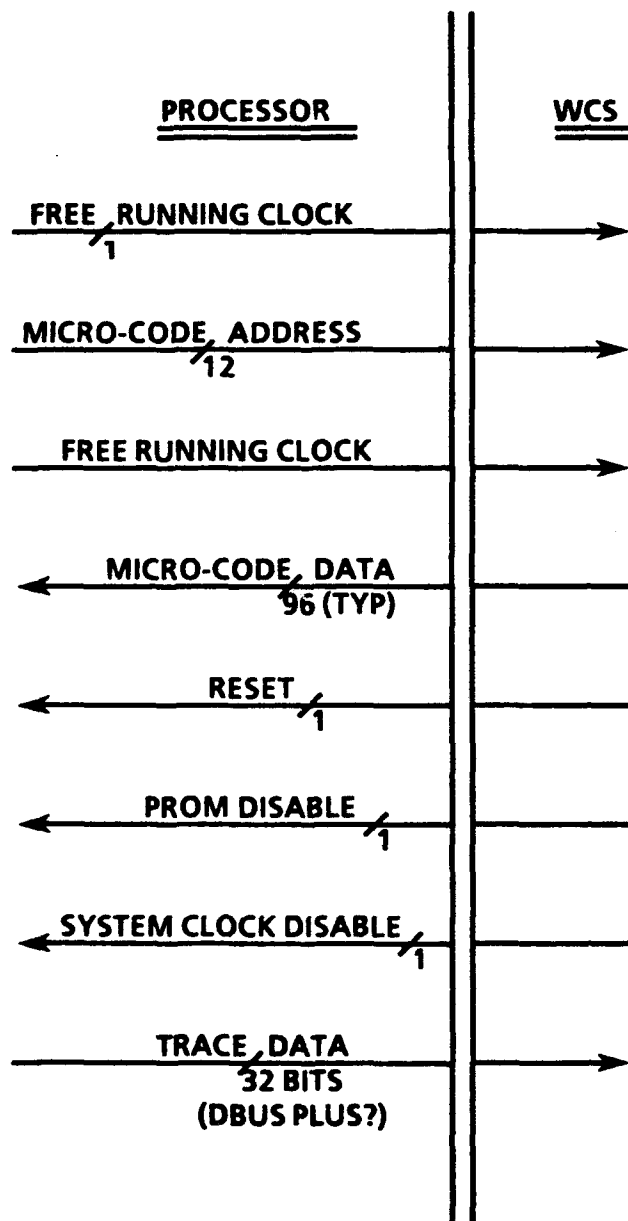 PROCESSOR WCS
FREE RUNNING CLOCK
1
MICRO-CODE ADDRESS
12
FREE RUNNING CLOCK
MICRO-CODE DATA
96 (TYP)
RESET
1
PROM DISABLE
1
SYSTEM CLOCK DISABLE
1
TRACE DATA
32 BITS
(DBUS PLUS?)